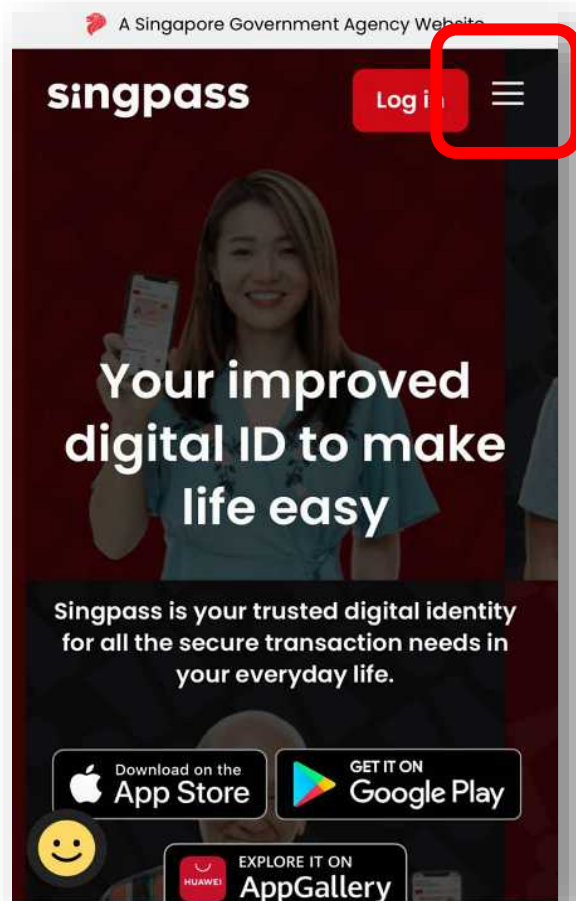 A Singapore Government Agency Website
singpass
Log in
Your improved
digital ID to make
life easy
Singpass is your trusted digital identity
for all the secure transaction needs in
your everyday life.
Download on the
App Store
GET IT ON
Google Play
HUAWEI
EXPLORE IT ON
AppGallery